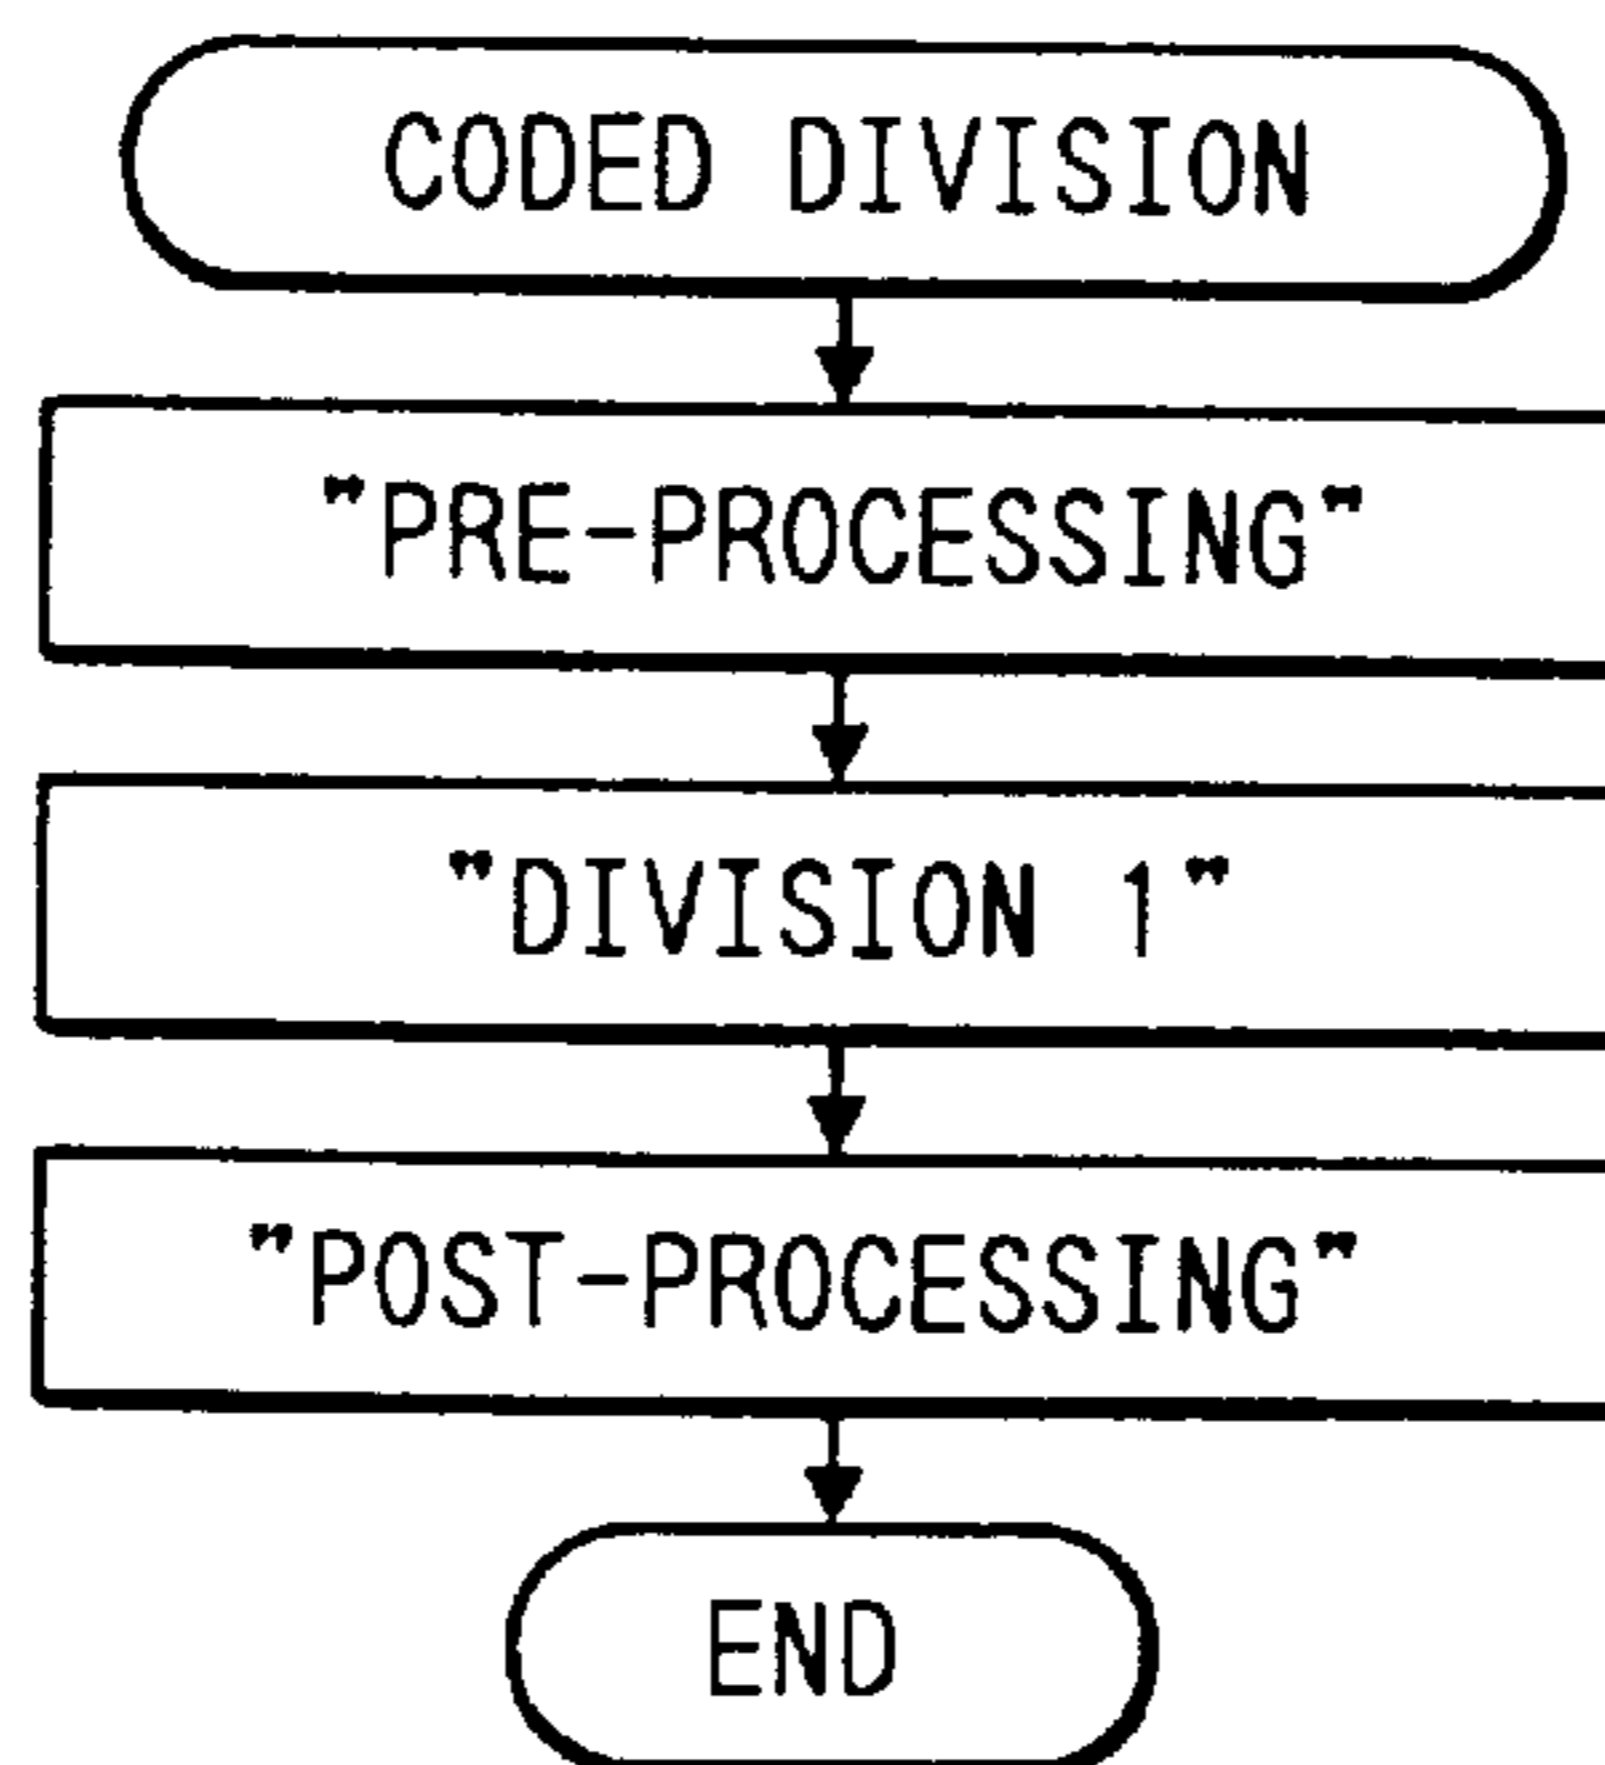 CODED DIVISION
"PRE-PROCESSING"
"DIVISION 1"
"POST-PROCESSING"
END